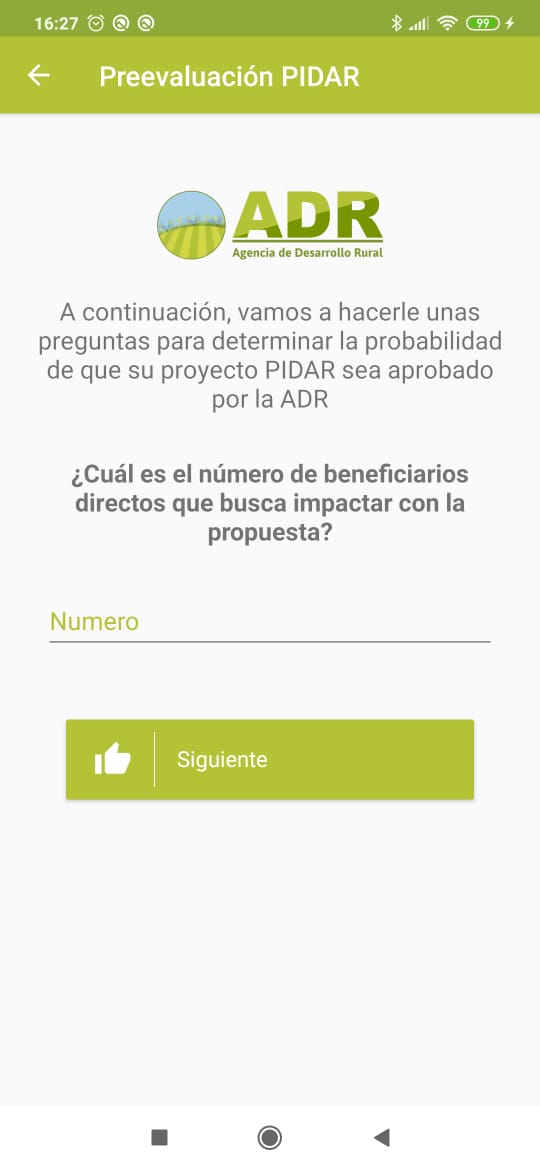 16:27
99
Preevaluación PIDAR
ADR
Agencia de Desarrollo Rural
A continuación, vamos a hacerle unas
preguntas para determinar la probabilidad
de que su proyecto PIDAR sea aprobado
por la ADR
¿Cuál es el número de beneficiarios
directos que busca impactar con la
propuesta?
Numero
Siguiente